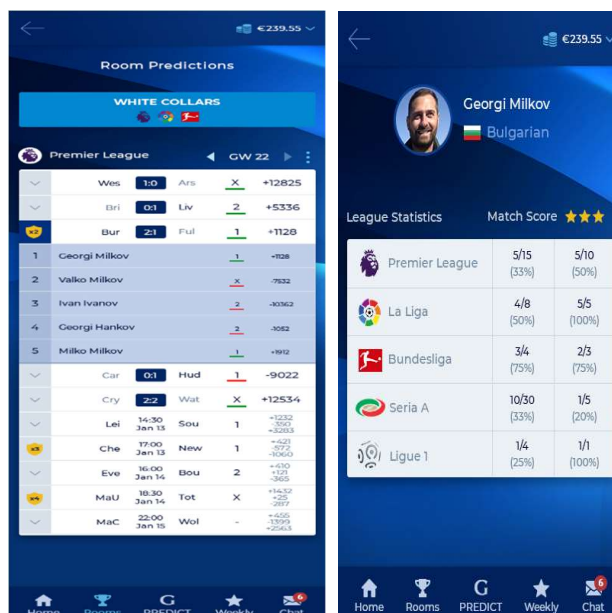 €239.55
Room Predictions
WHITE COLLARS
Premier League GW 22
Wes 1:0 Ars X +12825
Bri 0:1 Liv 2 +5336
x2 Bur 2:1 Ful 1 +1128
1 Georgi Milkov 1 +1128
2 Valko Milkov X -7532
3 Ivan Ivanov 2 -10362
4 Georgi Hankov 2 -1052
5 Milko Milkov 1 +1912
Car 0:1 Hud 1 -9022
Cry 2:2 Wat X +12534
Lei 14:30 Jan 13 Sou 1 +1232 -350 +3283
x3 Che 17:00 Jan 13 New 1 +421 -572 -1060
Eve 16:00 Jan 14 Bou 2 +410 +121 -365
x4 MaU 18:30 Jan 14 Tot X +1432 +25 -287
MaC 22:00 Jan 15 Wol - +455 -1399 +2563
Home Rooms G PREDICT Weekly Chat 6
€239.55
Georgi Milkov
Bulgarian
League Statistics Match Score
Premier League 5/15 (33%) 5/10 (50%)
La Liga 4/8 (50%) 5/5 (100%)
Bundesliga 3/4 (75%) 2/3 (75%)
Seria A 10/30 (33%) 1/5 (20%)
Ligue 1 1/4 (25%) 1/1 (100%)
Home Rooms G PREDICT Weekly Chat 6